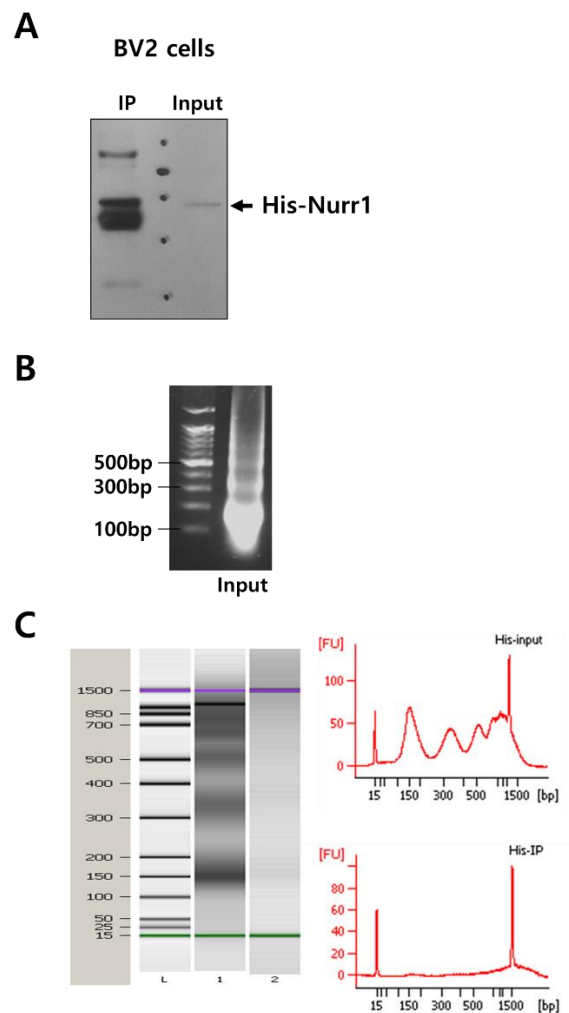 A
BV2 cells
IP Input
His-Nurr1
B
500bp
300bp
100bp
Input
C
1500
850
700
500
400
300
200
150
100
50
25
15
L 1 2
[FU]
His-input
100
50
0
15 150 300 500 1500 [bp]
[FU]
His-IP
80
60
40
20
0
15 150 300 500 1500 [bp]